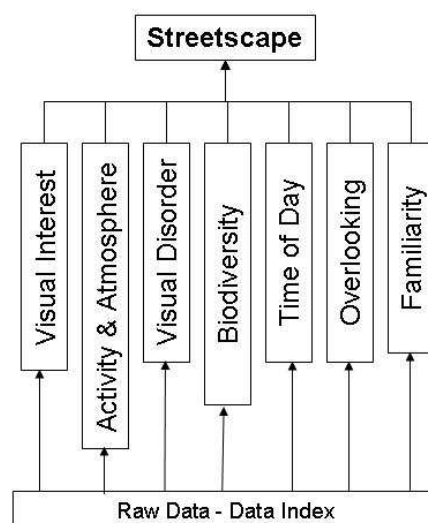 Streetscape
Visual Interest
Activity & Atmosphere
Visual Disorder
Biodiversity
Time of Day
Overlooking
Familiarity
Raw Data - Data Index